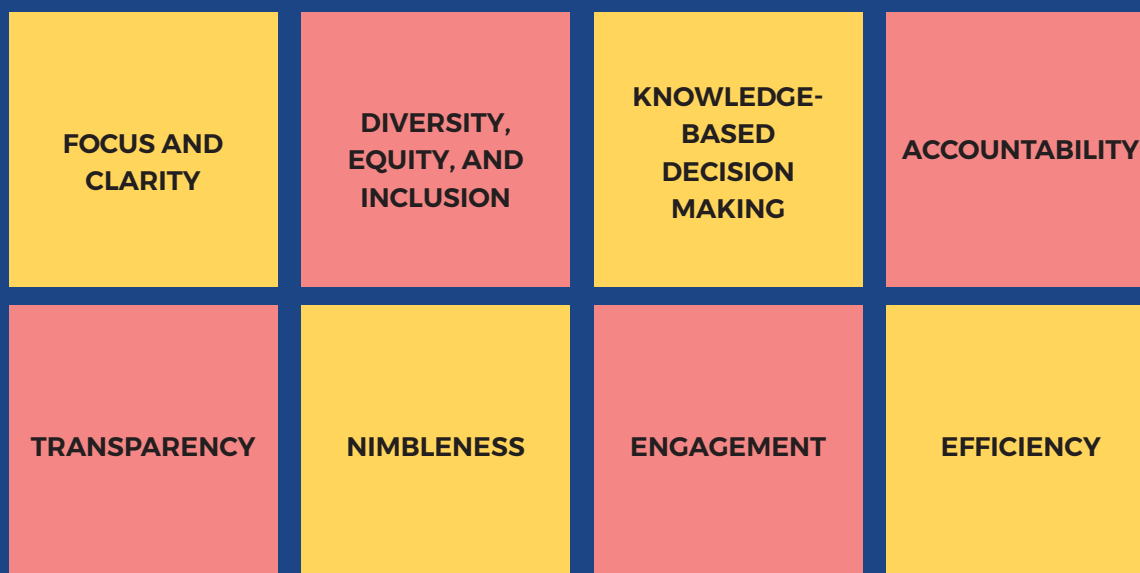 FOCUS AND
CLARITY
DIVERSITY,
EQUITY, AND
INCLUSION
KNOWLEDGE-
BASED
DECISION
MAKING
ACCOUNTABILITY
TRANSPARENCY
NIMBLENESS
ENGAGEMENT
EFFICIENCY